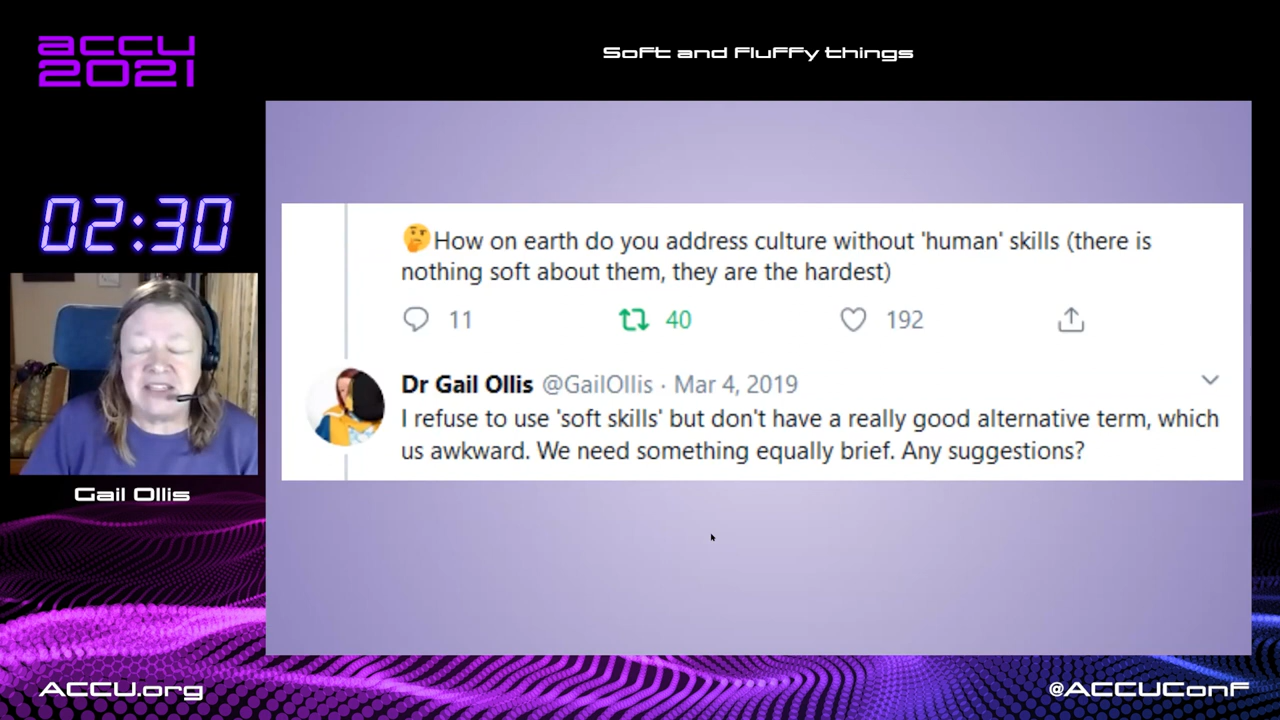 accu
2021
Soft and fluffy things
02:30
🤔How on earth do you address culture without 'human' skills (there is
nothing soft about them, they are the hardest)
11 40 192
Dr Gail Ollis @GailOllis · Mar 4, 2019
I refuse to use 'soft skills' but don't have a really good alternative term, which
us awkward. We need something equally brief. Any suggestions?
Gail Ollis
ACCU.org
@ACCUConf